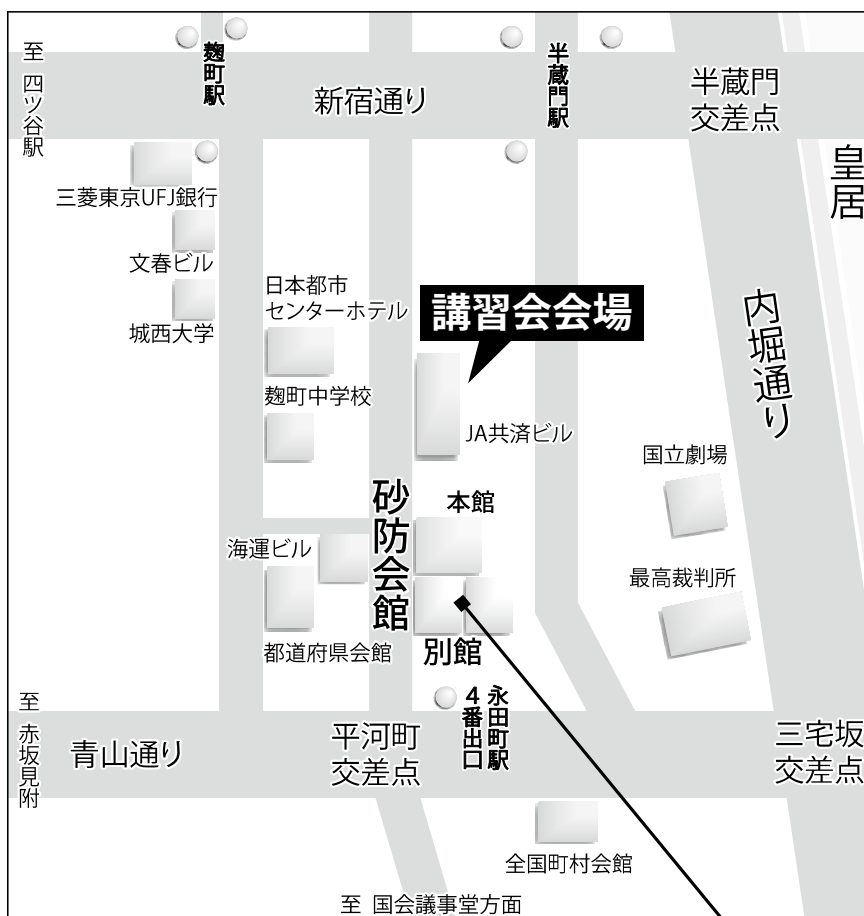 至 四ツ谷駅
麹町駅
新宿通り
半蔵門駅
半蔵門
交差点
皇居
三菱東京UFJ銀行
文春ビル
城西大学
日本都市
センターホテル
講習会会場
内堀通り
麹町中学校
JA共済ビル
国立劇場
砂防会館
本館
海運ビル
最高裁判所
都道府県会館
別館
至 赤坂見附
青山通り
平河町
交差点
永田町駅
4番出口
三宅坂
交差点
全国町村会館
至 国会議事堂方面